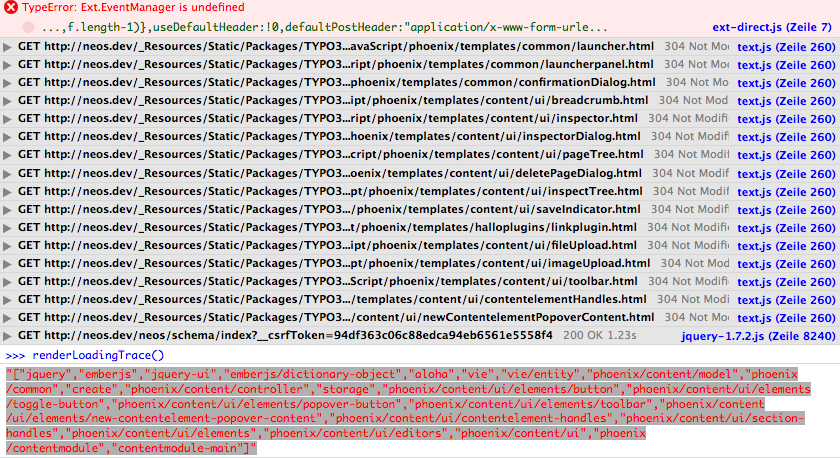 TypeError: Ext.EventManager is undefined
...,f.length-1)},useDefaultHeader:!0,defaultPostHeader:"application/x-www-form-urle... ext-direct.js (Zeile 7)
GET http://neos.dev/_Resources/Static/Packages/TYPO3...avaScript/phoenix/templates/common/launcher.html 304 Not Mod text.js (Zeile 260)
GET http://neos.dev/_Resources/Static/Packages/TYPO3...ript/phoenix/templates/common/launcherpanel.html 304 Not Mod text.js (Zeile 260)
GET http://neos.dev/_Resources/Static/Packages/TYPO3...phoenix/templates/common/confirmationDialog.html 304 Not Mod text.js (Zeile 260)
GET http://neos.dev/_Resources/Static/Packages/TYPO3...ipt/phoenix/templates/content/ui/breadcrumb.html 304 Not Modi text.js (Zeile 260)
GET http://neos.dev/_Resources/Static/Packages/TYPO3...ript/phoenix/templates/content/ui/inspector.html 304 Not Modifi text.js (Zeile 260)
GET http://neos.dev/_Resources/Static/Packages/TYPO3...hoenix/templates/content/ui/inspectorDialog.html 304 Not Modi text.js (Zeile 260)
GET http://neos.dev/_Resources/Static/Packages/TYPO3...cript/phoenix/templates/content/ui/pageTree.html 304 Not Modifi text.js (Zeile 260)
GET http://neos.dev/_Resources/Static/Packages/TYPO3...oenix/templates/content/ui/deletePageDialog.html 304 Not Mod text.js (Zeile 260)
GET http://neos.dev/_Resources/Static/Packages/TYPO3...pt/phoenix/templates/content/ui/inspectTree.html 304 Not Modifi text.js (Zeile 260)
GET http://neos.dev/_Resources/Static/Packages/TYPO3.../phoenix/templates/content/ui/saveIndicator.html 304 Not Modifi text.js (Zeile 260)
GET http://neos.dev/_Resources/Static/Packages/TYPO3...t/phoenix/templates/halloplugins/linkplugin.html 304 Not Modifi text.js (Zeile 260)
GET http://neos.dev/_Resources/Static/Packages/TYPO3...ipt/phoenix/templates/content/ui/fileUpload.html 304 Not Modifi text.js (Zeile 260)
GET http://neos.dev/_Resources/Static/Packages/TYPO3...pt/phoenix/templates/content/ui/imageUpload.html 304 Not Mod text.js (Zeile 260)
GET http://neos.dev/_Resources/Static/Packages/TYPO3...Script/phoenix/templates/content/ui/toolbar.html 304 Not Modifi text.js (Zeile 260)
GET http://neos.dev/_Resources/Static/Packages/TYPO3.../templates/content/ui/contentelementHandles.html 304 Not Mod text.js (Zeile 260)
GET http://neos.dev/_Resources/Static/Packages/TYPO3.../content/ui/newContentelementPopoverContent.html 304 Not Mod text.js (Zeile 260)
GET http://neos.dev/neos/schema/index?__csrfToken=94df363c06c88edca94eb6561e5558f4 200 OK 1.23s jquery-1.7.2.js (Zeile 8240)
>>> renderLoadingTrace()
"["jquery","emberjs","jquery-ui","emberjs/dictionary-object","aloha","vie","vie/entity","phoenix/content/model","phoenix
/common","create","phoenix/content/controller","storage","phoenix/content/ui/elements/button","phoenix/content/ui/elements
/toggle-button","phoenix/content/ui/elements/popover-button","phoenix/content/ui/elements/toolbar","phoenix/content
/ui/elements/new-contentelement-popover-content","phoenix/content/ui/contentelement-handles","phoenix/content/ui/section-
handles","phoenix/content/ui/elements","phoenix/content/ui/editors","phoenix/content/ui","phoenix
/contentmodule","contentmodule-main"]"